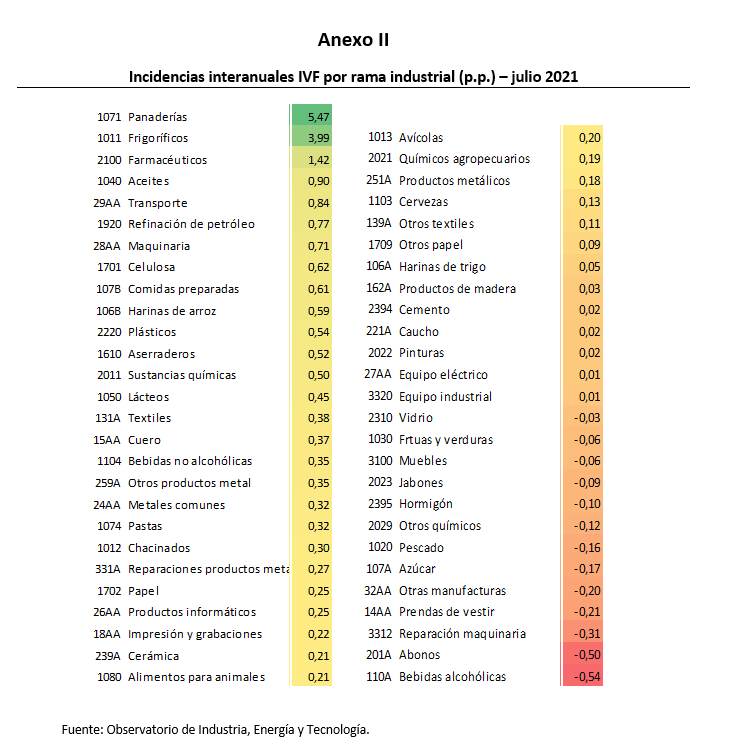 Anexo II
Incidencias interanuales IVF por rama industrial (p.p.) – julio 2021
1071 Panaderías 5,47
1011 Frigoríficos 3,99
2100 Farmacéuticos 1,42
1040 Aceites 0,90
29AA Transporte 0,84
1920 Refinación de petróleo 0,77
28AA Maquinaria 0,71
1701 Celulosa 0,62
107B Comidas preparadas 0,61
106B Harinas de arroz 0,59
2220 Plásticos 0,54
1610 Aserraderos 0,52
2011 Sustancias químicas 0,50
1050 Lácteos 0,45
131A Textiles 0,38
15AA Cuero 0,37
1104 Bebidas no alcohólicas 0,35
259A Otros productos metal 0,35
24AA Metales comunes 0,32
1074 Pastas 0,32
1012 Chacinados 0,30
331A Reparaciones productos meta 0,27
1702 Papel 0,25
26AA Productos informáticos 0,25
18AA Impresión y grabaciones 0,22
239A Cerámica 0,21
1080 Alimentos para animales 0,21
1013 Avícolas 0,20
2021 Químicos agropecuarios 0,19
251A Productos metálicos 0,18
1103 Cervezas 0,13
139A Otros textiles 0,11
1709 Otros papel 0,09
106A Harinas de trigo 0,05
162A Productos de madera 0,03
2394 Cemento 0,02
221A Caucho 0,02
2022 Pinturas 0,02
27AA Equipo eléctrico 0,01
3320 Equipo industrial 0,01
2310 Vidrio -0,03
1030 Frtuas y verduras -0,06
3100 Muebles -0,06
2023 Jabones -0,09
2395 Hormigón -0,10
2029 Otros químicos -0,12
1020 Pescado -0,16
107A Azúcar -0,17
32AA Otras manufacturas -0,20
14AA Prendas de vestir -0,21
3312 Reparación maquinaria -0,31
201A Abonos -0,50
110A Bebidas alcohólicas -0,54
Fuente: Observatorio de Industria, Energía y Tecnología.